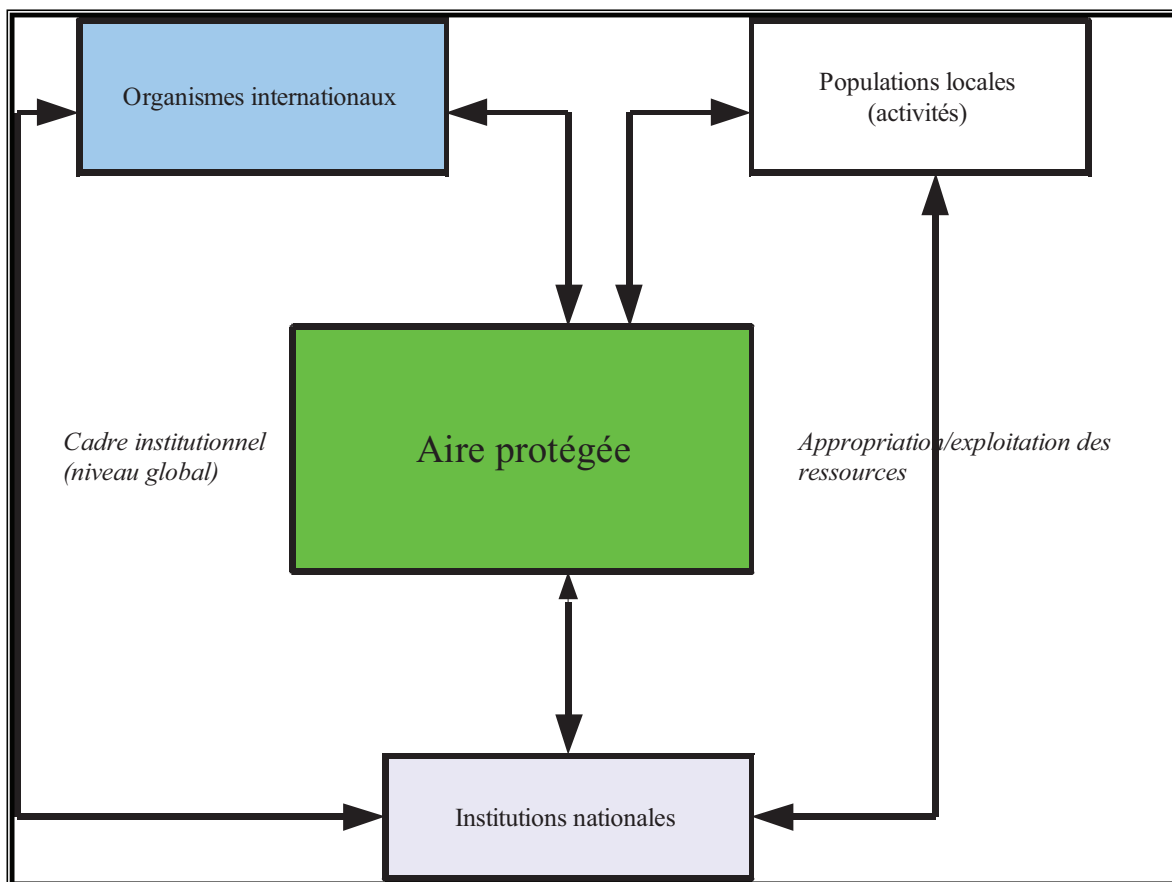 Organismes internationaux
Populations locales
(activités)
Cadre institutionnel
(niveau global)
Aire protégée
Appropriation/exploitation des
ressources
Institutions nationales